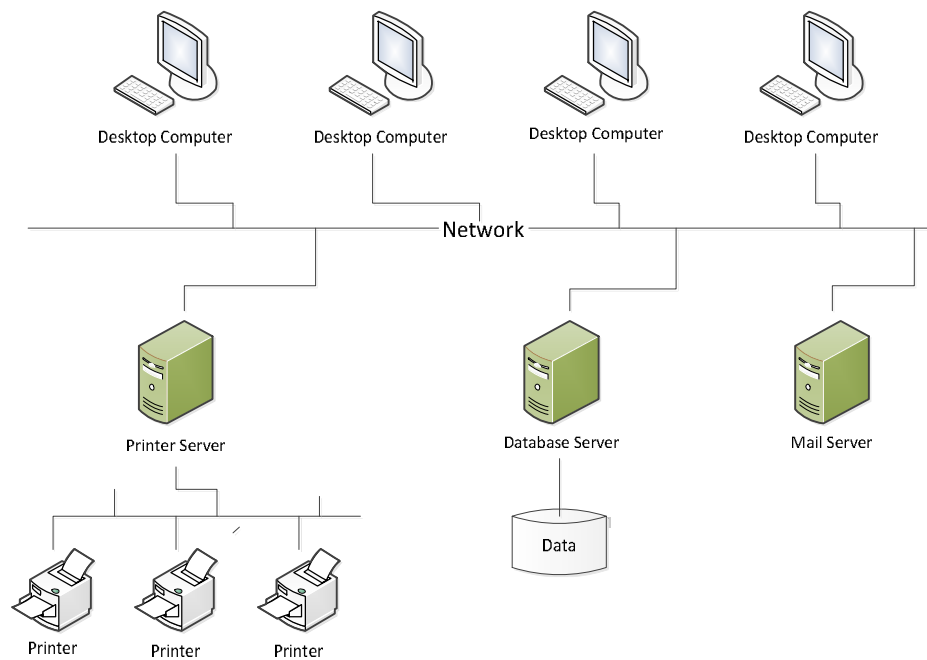 Desktop Computer
Desktop Computer
Desktop Computer
Desktop Computer
Network
Printer Server
Database Server
Mail Server
Data
Printer
Printer
Printer